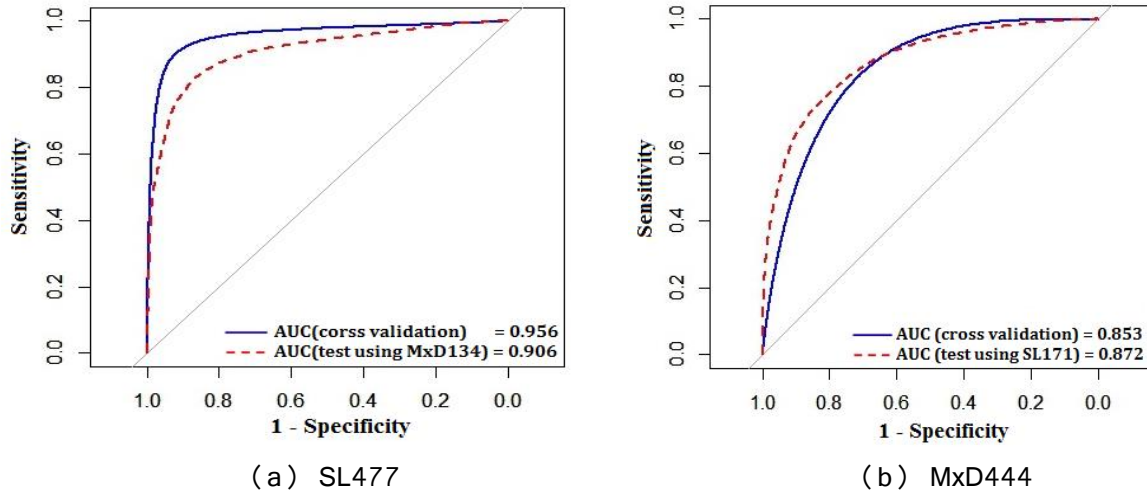 1.0
0.8
0.6
0.4
0.2
0.0
Sensitivity
AUC(corss validation) = 0.956
AUC(test using MxD134) = 0.906
1.0 0.8 0.6 0.4 0.2 0.0
1 - Specificity
(a) SL477
1.0
0.8
0.6
0.4
0.2
0.0
Sensitivity
AUC (cross validation) = 0.853
AUC (test using SL171) = 0.872
1.0 0.8 0.6 0.4 0.2 0.0
1 - Specificity
(b) MxD444